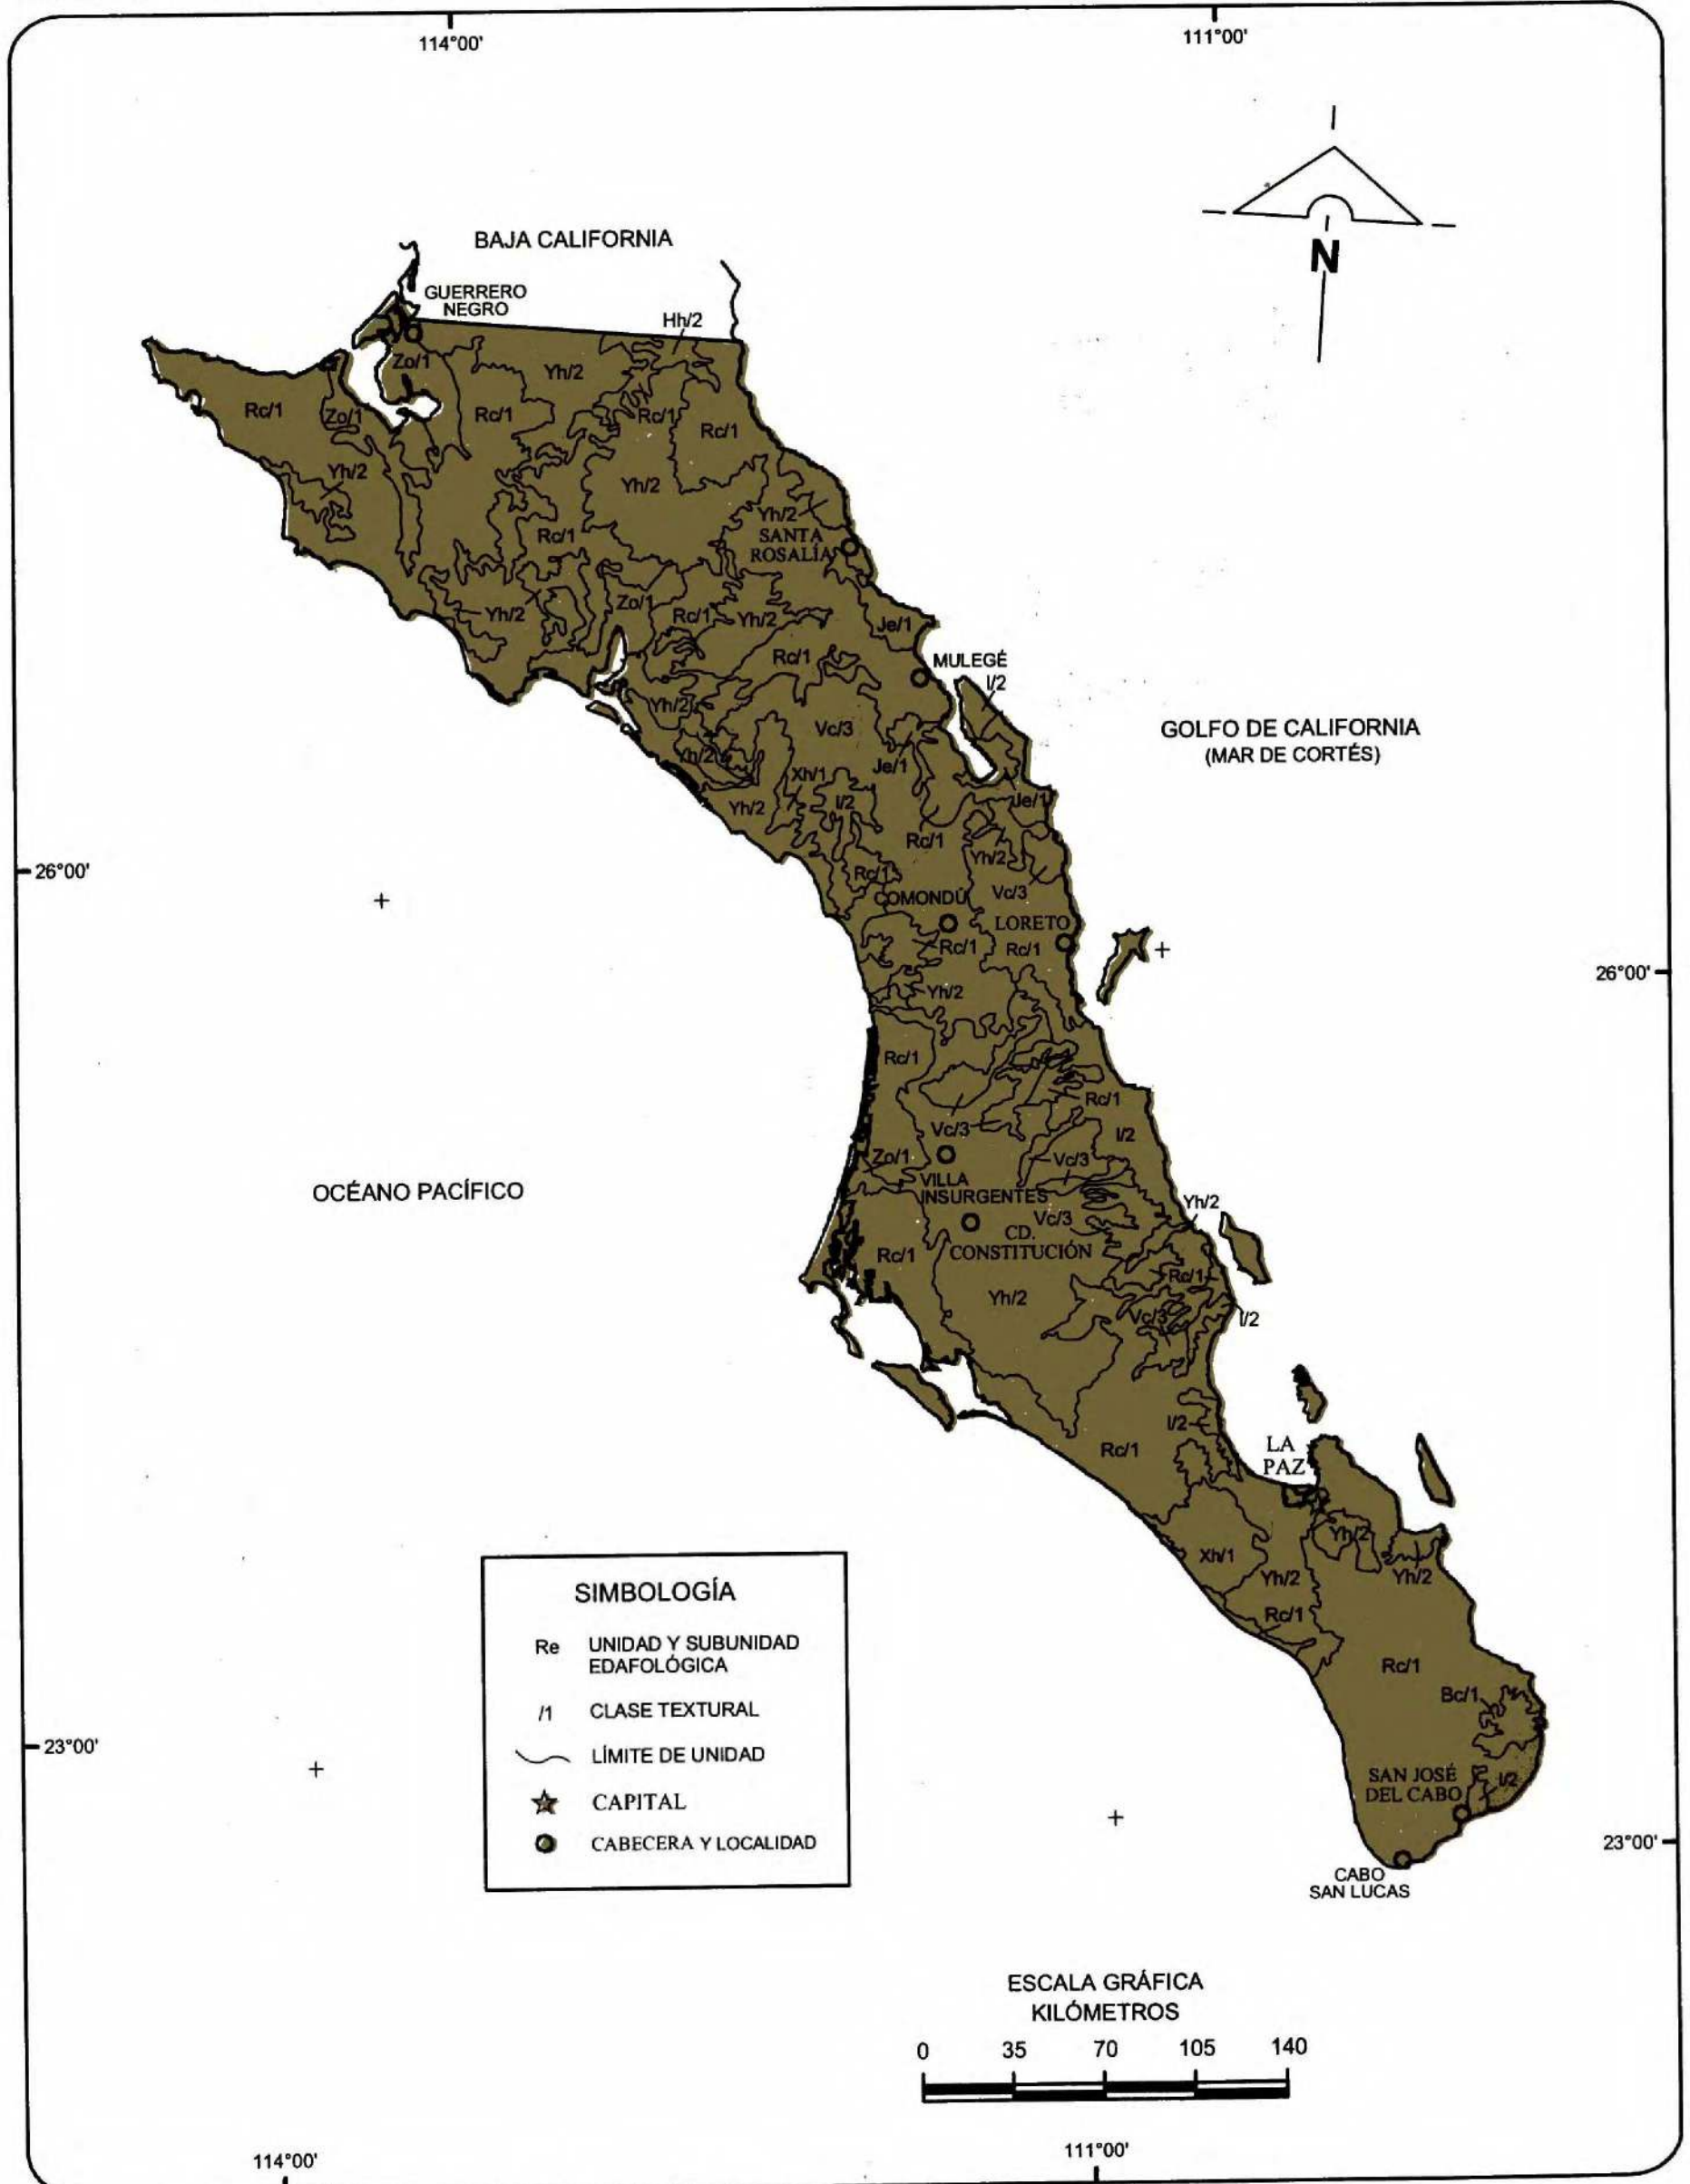 114°00'
111°00'
N
BAJA CALIFORNIA
GUERRERO
NEGRO
Hh/2
Zo/1
Yh/2
Rc/1
Zo/1
Rc/1
Rc/1
Rc/1
Yh/2
Yh/2
Yh/2
Rc/1
SANTA
ROSALÍA
Yh/2
Zo/1
Rc/1
Yh/2
Je/1
Rc/1
MULEGÉ
I/2
Yh/2
Vc/3
GOLFO DE CALIFORNIA
(MAR DE CORTÉS)
Yh/2
Xh/1
Je/1
Yh/2
I/2
Je/1
Rc/1
Yh/2
26°00'
Rc/1
Vc/3
COMONDÚ
LORETO
Rc/1
Rc/1
26°00'
Yh/2
Rc/1
Rc/1
Vc/3
I/2
Zo/1
Vc/3
OCÉANO PACÍFICO
VILLA
INSURGENTES
Yh/2
Vc/3
CD.
CONSTITUCIÓN
Rc/1
Rc/1
Yh/2
Vc/3
I/2
I/2
Rc/1
LA
PAZ
Yh/2
Xh/1
Yh/2
Yh/2
Rc/1
Rc/1
Bc/1
23°00'
SAN JOSÉ
DEL CABO
I/2
23°00'
CABO
SAN LUCAS
SIMBOLOGÍA
Re UNIDAD Y SUBUNIDAD
EDAFOLÓGICA
/1 CLASE TEXTURAL
LÍMITE DE UNIDAD
CAPITAL
CABECERA Y LOCALIDAD
ESCALA GRÁFICA
KILÓMETROS
0 35 70 105 140
114°00'
111°00'